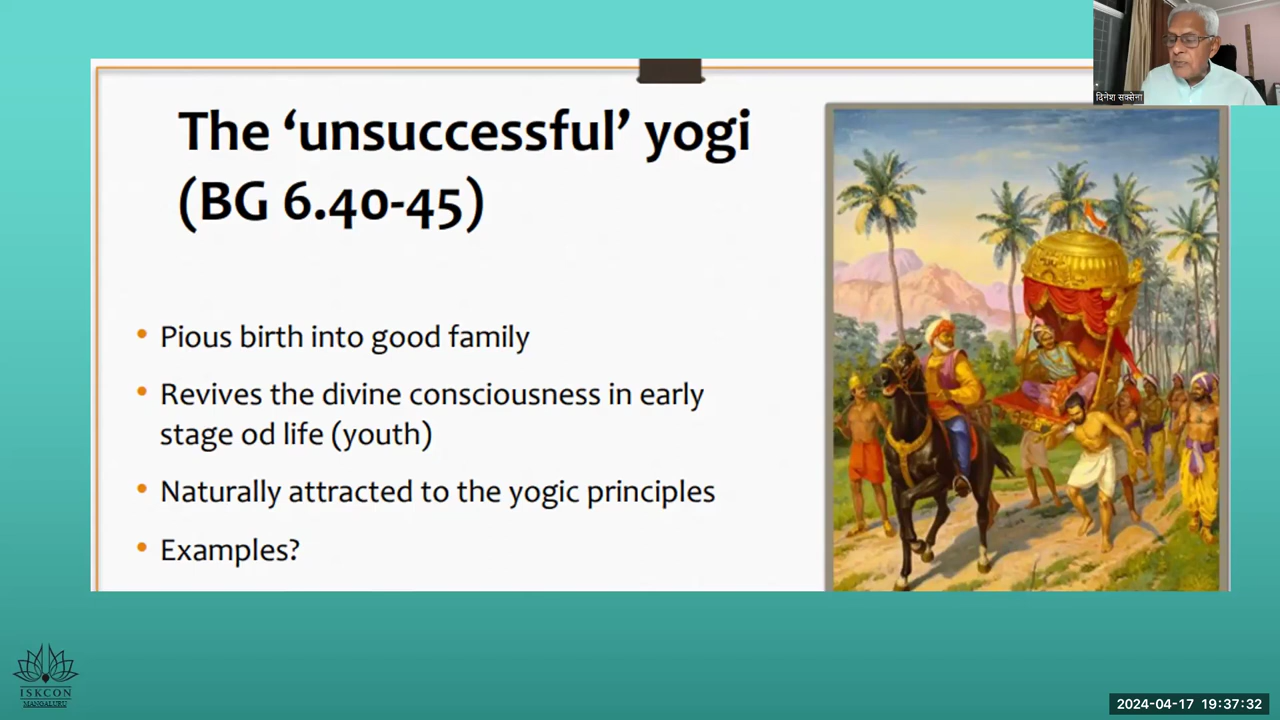 The ‘unsuccessful’ yogi
(BG 6.40-45)
• Pious birth into good family
• Revives the divine consciousness in early
stage od life (youth)
• Naturally attracted to the yogic principles
• Examples?
दिनेश सक्सेना
ISKCON
MANGALURU
2024-04-17 19:37:32